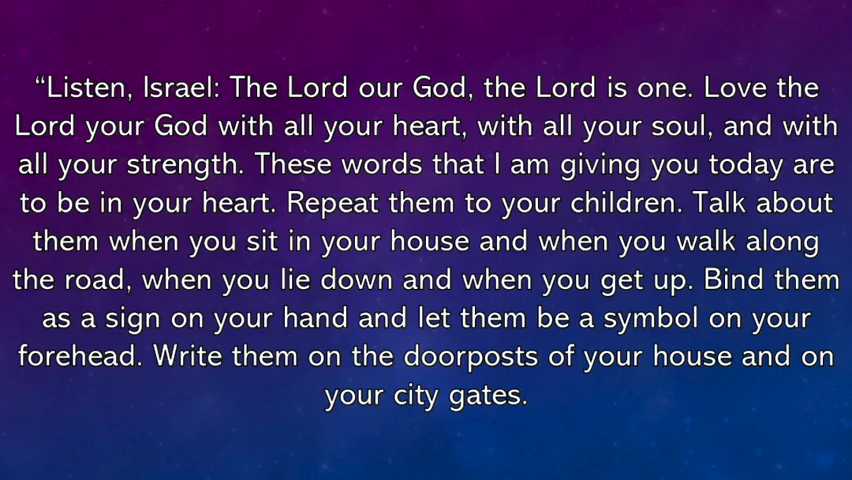 “Listen, Israel: The Lord our God, the Lord is one. Love the
Lord your God with all your heart, with all your soul, and with
all your strength. These words that I am giving you today are
to be in your heart. Repeat them to your children. Talk about
them when you sit in your house and when you walk along
the road, when you lie down and when you get up. Bind them
as a sign on your hand and let them be a symbol on your
forehead. Write them on the doorposts of your house and on
your city gates.